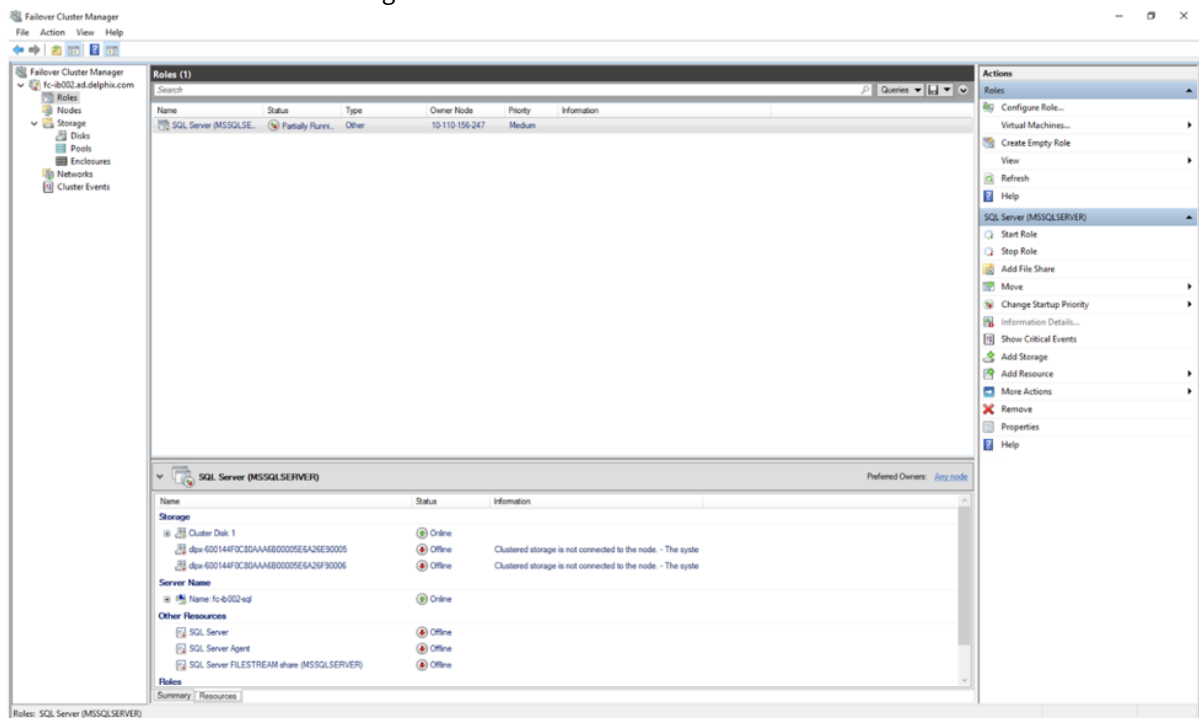 Failover Cluster Manager
File Action View Help
Failover Cluster Manager
fc-ib002.ad.delphix.com
Roles
Nodes
Storage
Disks
Pools
Enclosures
Networks
Cluster Events
Roles (1)
Search
Queries
Name Status Type Owner Node Priority Information
SQL Server (MSSQLSE... Partially Runni... Other 10-110-156-247 Medium
SQL Server (MSSQLSERVER) Preferred Owners: Any node
Name Status Information
Storage
Cluster Disk 1 Online
dlpx-600144F0C80AAA6B00005E6A26E90005 Offline Clustered storage is not connected to the node. - The syste
dlpx-600144F0C80AAA6B00005E6A26F90006 Offline Clustered storage is not connected to the node. - The syste
Server Name
Name: fc-ib002-sql Online
Other Resources
SQL Server Offline
SQL Server Agent Offline
SQL Server FILESTREAM share (MSSQLSERVER) Offline
Roles
Summary Resources
Actions
Roles
Configure Role...
Virtual Machines...
Create Empty Role
View
Refresh
Help
SQL Server (MSSQLSERVER)
Start Role
Stop Role
Add File Share
Move
Change Startup Priority
Information Details...
Show Critical Events
Add Storage
Add Resource
More Actions
Remove
Properties
Help
Roles: SQL Server (MSSQLSERVER)